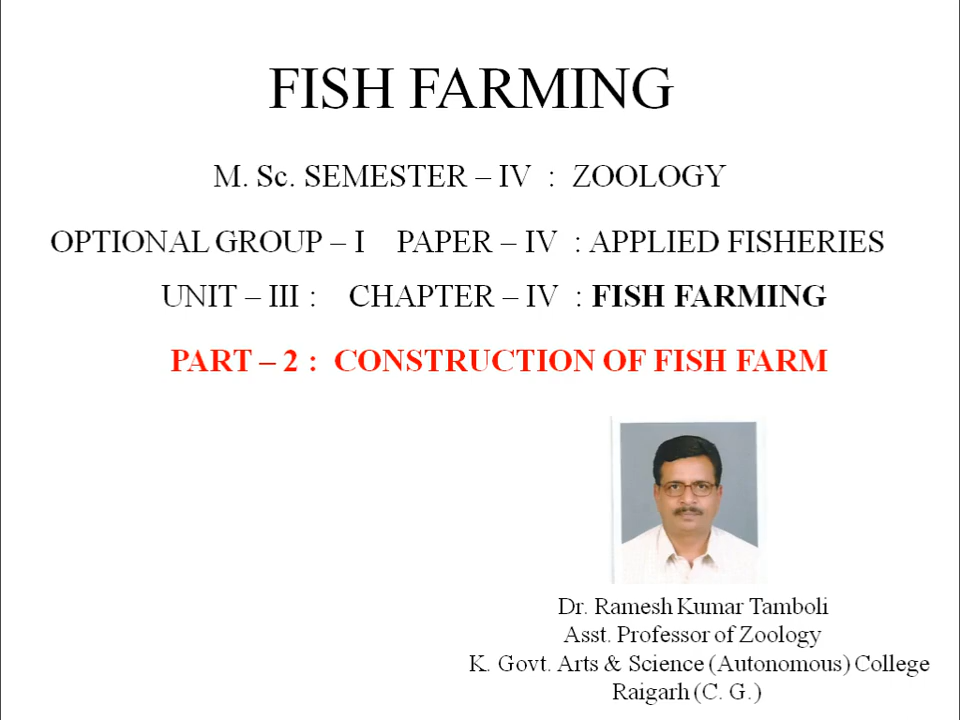 FISH FARMING
M. Sc. SEMESTER – IV : ZOOLOGY
OPTIONAL GROUP – I PAPER – IV : APPLIED FISHERIES
UNIT – III : CHAPTER – IV : FISH FARMING
PART – 2 : CONSTRUCTION OF FISH FARM
Dr. Ramesh Kumar Tamboli
Asst. Professor of Zoology
K. Govt. Arts & Science (Autonomous) College
Raigarh (C. G.)